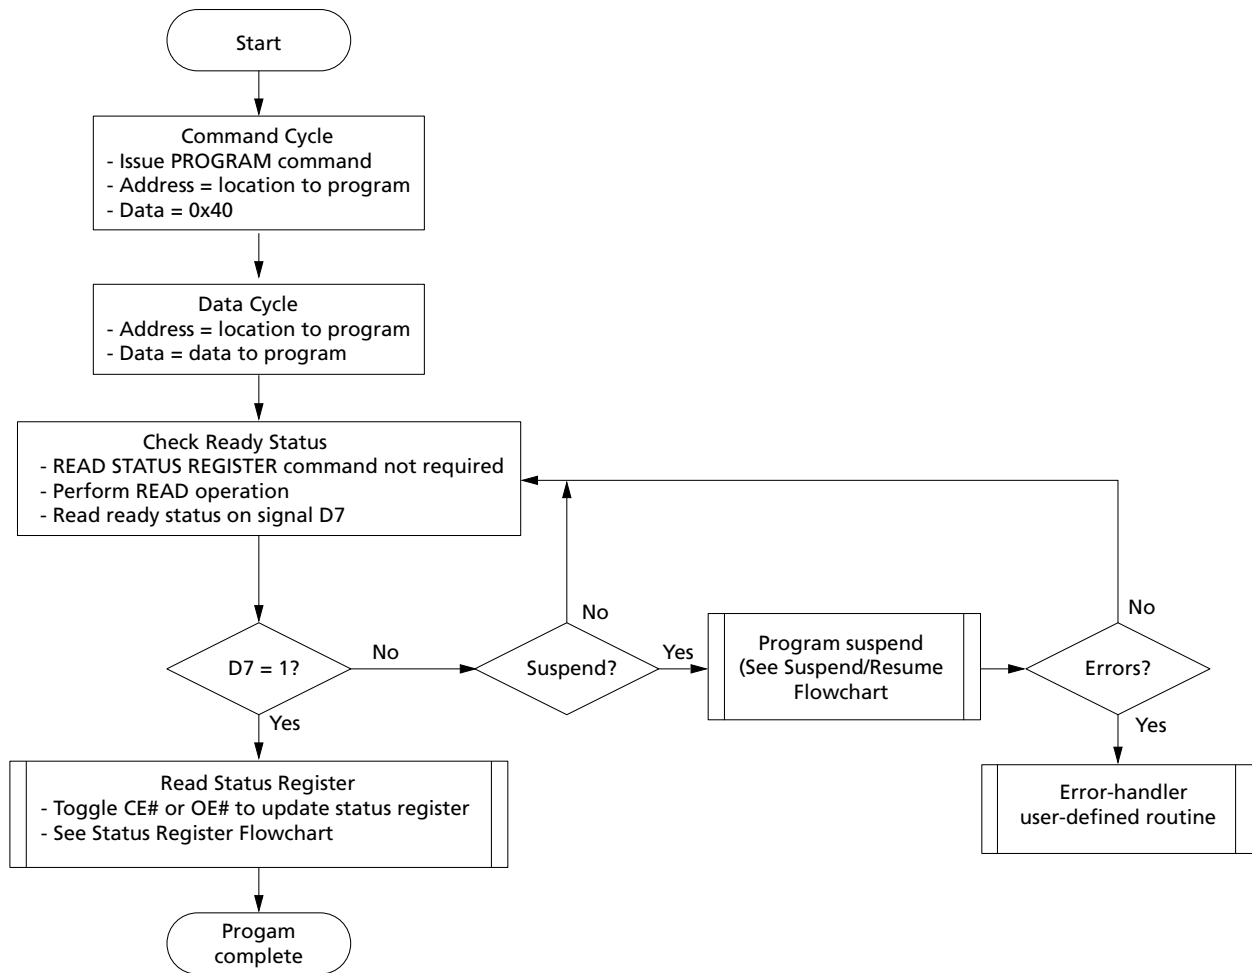 Start
Command Cycle
- Issue PROGRAM command
- Address = location to program
- Data = 0x40
Data Cycle
- Address = location to program
- Data = data to program
Check Ready Status
- READ STATUS REGISTER command not required
- Perform READ operation
- Read ready status on signal D7
D7 = 1?
No
Yes
Suspend?
No
Yes
Program suspend
(See Suspend/Resume
Flowchart
Errors?
No
Yes
Error-handler
user-defined routine
Read Status Register
- Toggle CE# or OE# to update status register
- See Status Register Flowchart
Progam
complete